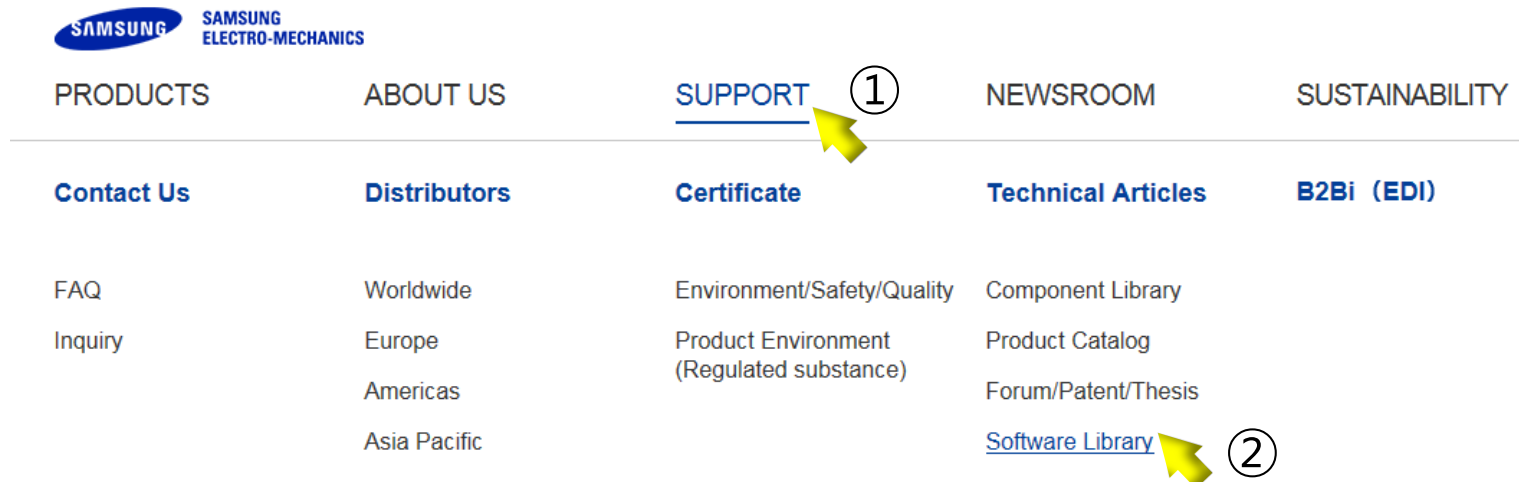 SAMSUNG
SAMSUNG
ELECTRO-MECHANICS
PRODUCTS ABOUT US SUPPORT ① NEWSROOM SUSTAINABILITY
Contact Us Distributors Certificate Technical Articles B2Bi (EDI)
FAQ Worldwide Environment/Safety/Quality Component Library
Inquiry Europe Product Environment Product Catalog
(Regulated substance)
Americas Forum/Patent/Thesis
Asia Pacific Software Library ②